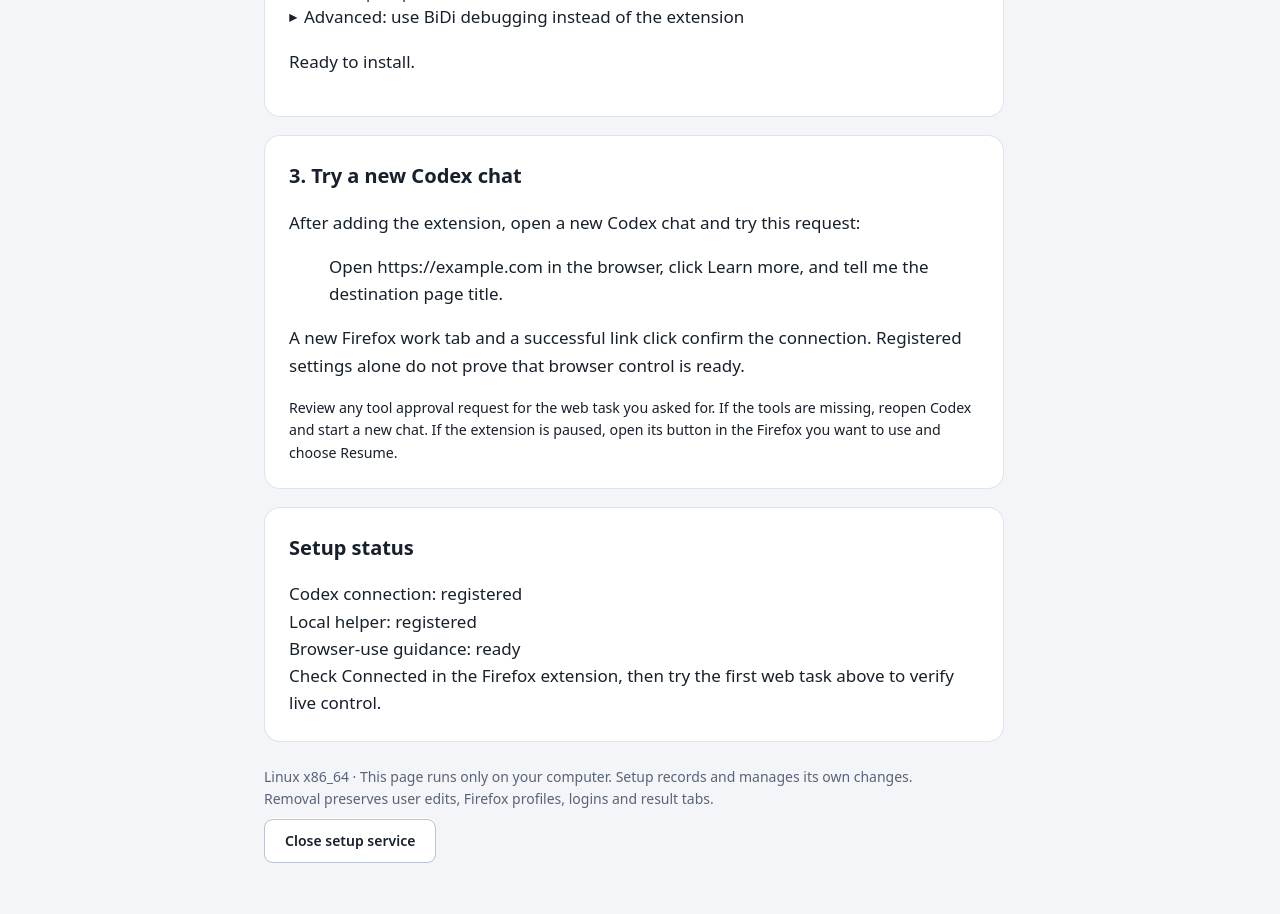 ▸ Advanced: use BiDi debugging instead of the extension
Ready to install.
3. Try a new Codex chat
After adding the extension, open a new Codex chat and try this request:
Open https://example.com in the browser, click Learn more, and tell me the
destination page title.
A new Firefox work tab and a successful link click confirm the connection. Registered
settings alone do not prove that browser control is ready.
Review any tool approval request for the web task you asked for. If the tools are missing, reopen Codex
and start a new chat. If the extension is paused, open its button in the Firefox you want to use and
choose Resume.
Setup status
Codex connection: registered
Local helper: registered
Browser-use guidance: ready
Check Connected in the Firefox extension, then try the first web task above to verify
live control.
Linux x86_64 · This page runs only on your computer. Setup records and manages its own changes.
Removal preserves user edits, Firefox profiles, logins and result tabs.
Close setup service